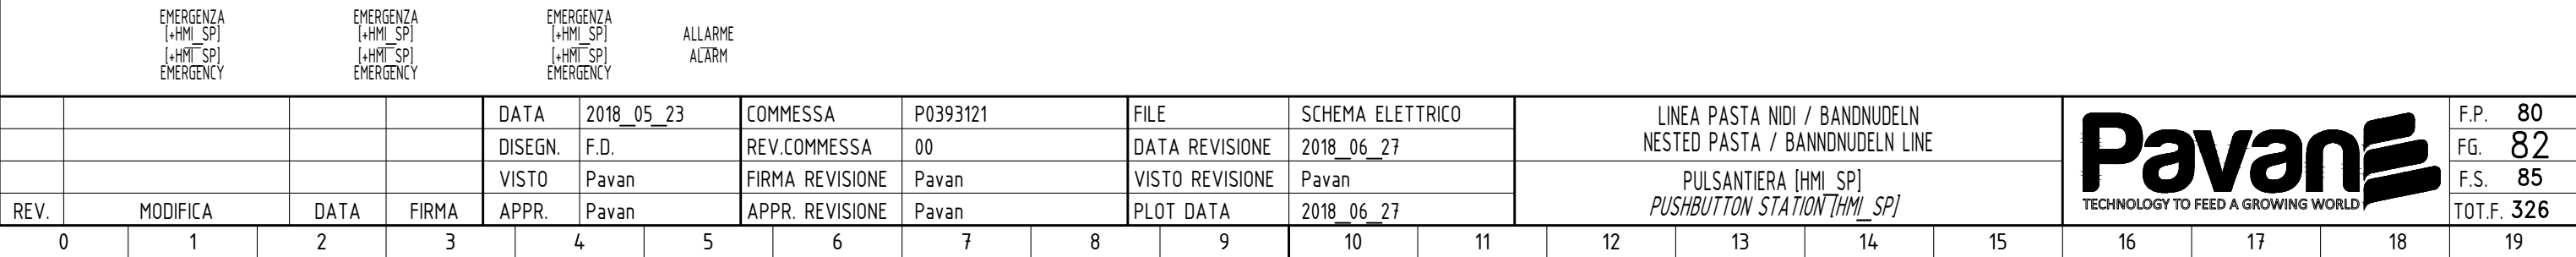 EMERGENZA EMERGENZA EMERGENZA
[+HMI_SP] [+HMI_SP] [+HMI_SP] ALLARME
[+HMI_SP] [+HMI_SP] [+HMI_SP] ALARM
EMERGENCY EMERGENCY EMERGENCY
DATA 2018_05_23 COMMESSA P0393121 FILE SCHEMA ELETTRICO LINEA PASTA NIDI / BANDNUDELN F.P. 80
DISEGN. F.D. REV.COMMESSA 00 DATA REVISIONE 2018_06_27 NESTED PASTA / BANNDNUDELN LINE Pavan FG. 82
VISTO Pavan FIRMA REVISIONE Pavan VISTO REVISIONE Pavan PULSANTIERA [HMI_SP] F.S. 85
REV. MODIFICA DATA FIRMA APPR. Pavan APPR. REVISIONE Pavan PLOT DATA 2018_06_27 PUSHBUTTON STATION [HMI_SP] TECHNOLOGY TO FEED A GROWING WORLD TOT.F. 326
0 1 2 3 4 5 6 7 8 9 10 11 12 13 14 15 16 17 18 19